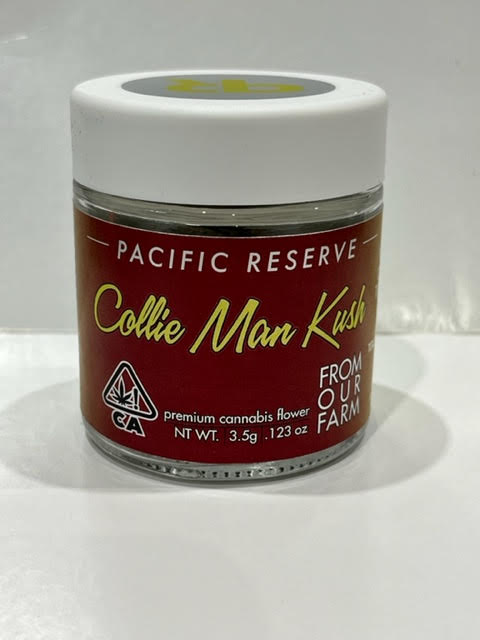 PACIFIC RESERVE
Collie Man Kush
FROM
OUR
FARM
CA
premium cannabis flower
NT WT. 3.5g .123 oz